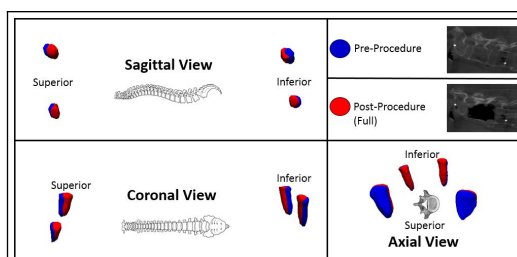 Sagittal View
Superior
Inferior
Pre-Procedure
Post-Procedure
(Full)
Superior
Coronal View
Inferior
Inferior
Superior
Axial View